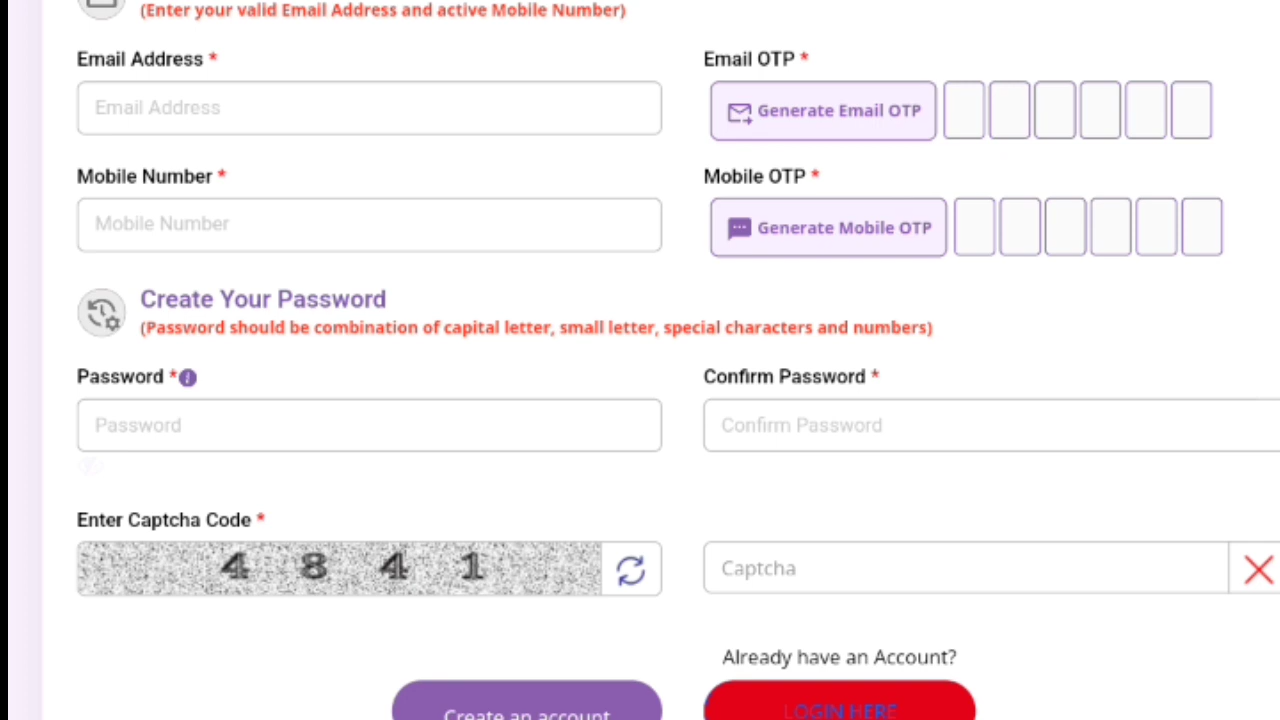 (Enter your valid Email Address and active Mobile Number)
Email Address *
Email OTP *
Email Address
Generate Email OTP
Mobile Number *
Mobile OTP *
Mobile Number
Generate Mobile OTP
Create Your Password
(Password should be combination of capital letter, small letter, special characters and numbers)
Password * i
Confirm Password *
Password
Confirm Password
Enter Captcha Code *
4 8 4 1
Captcha
Already have an Account?
Create an account
LOGIN HERE